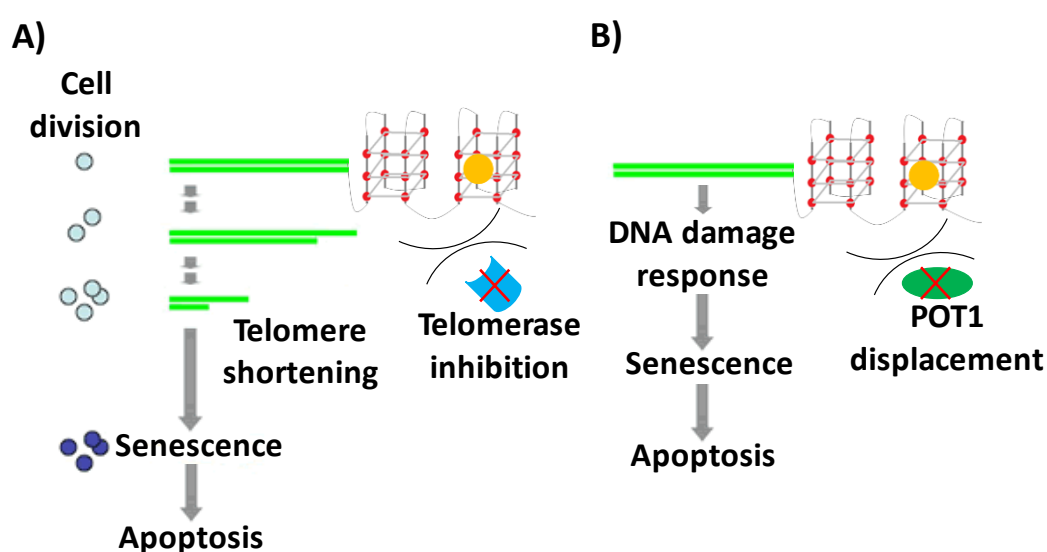 A)
Cell
division
Telomere
shortening
Telomerase
inhibition
Senescence
Apoptosis
B)
DNA damage
response
POT1
displacement
Senescence
Apoptosis